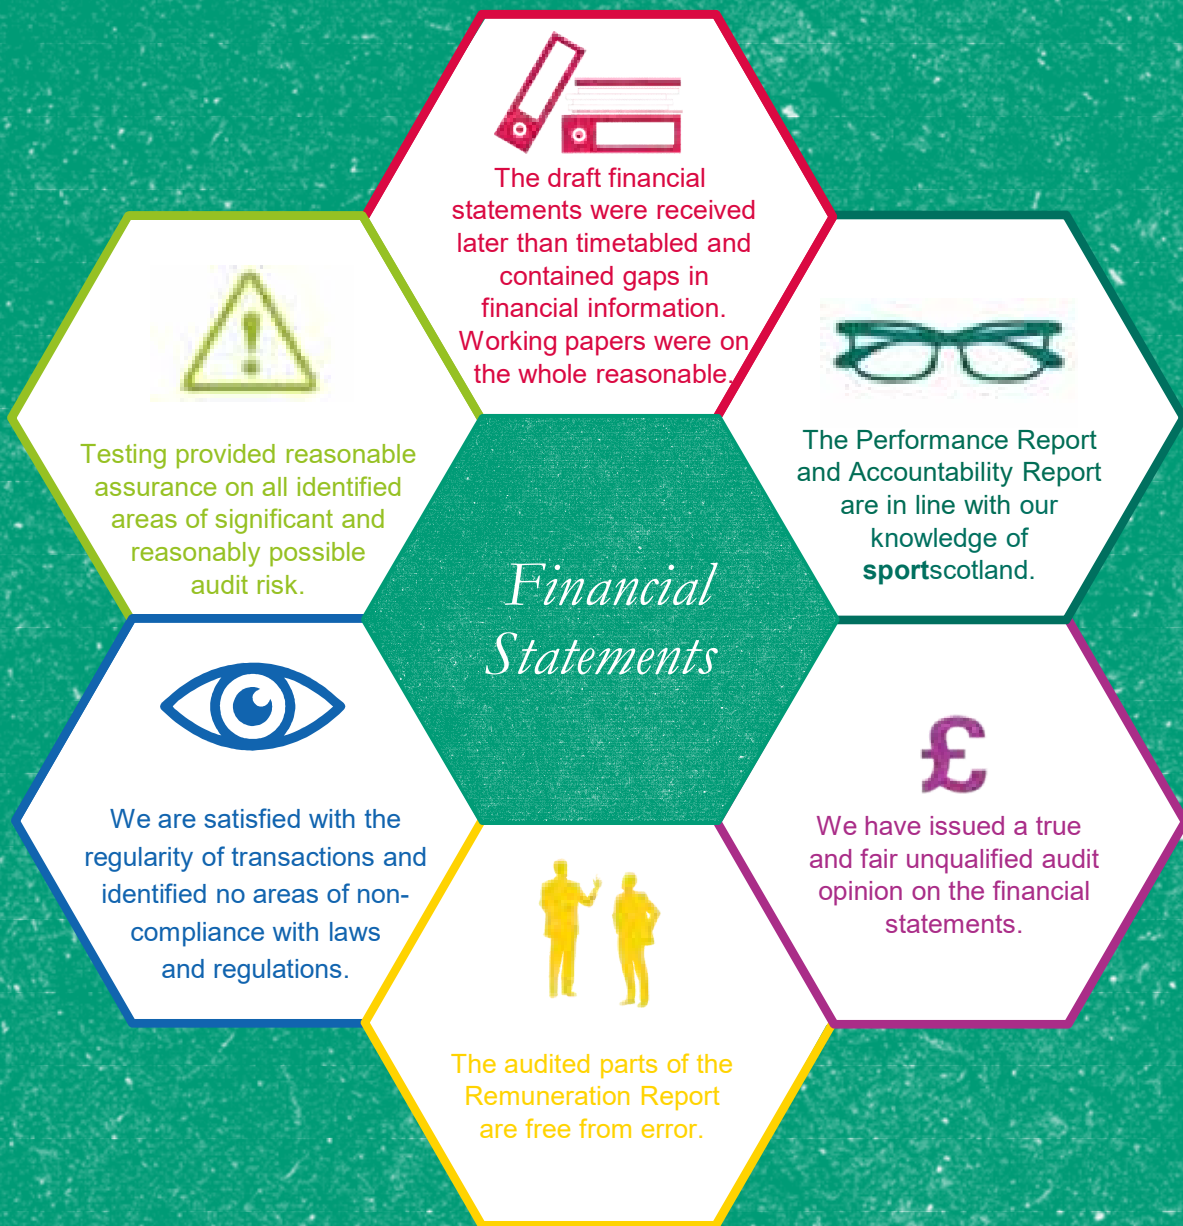 The draft financial
statements were received
later than timetabled and
contained gaps in
financial information.
Working papers were on
the whole reasonable.
Testing provided reasonable
assurance on all identified
areas of significant and
reasonably possible
audit risk.
The Performance Report
and Accountability Report
are in line with our
knowledge of
sportscotland.
Financial
Statements
We are satisfied with the
regularity of transactions and
identified no areas of non-
compliance with laws
and regulations.
£
We have issued a true
and fair unqualified audit
opinion on the financial
statements.
The audited parts of the
Remuneration Report
are free from error.